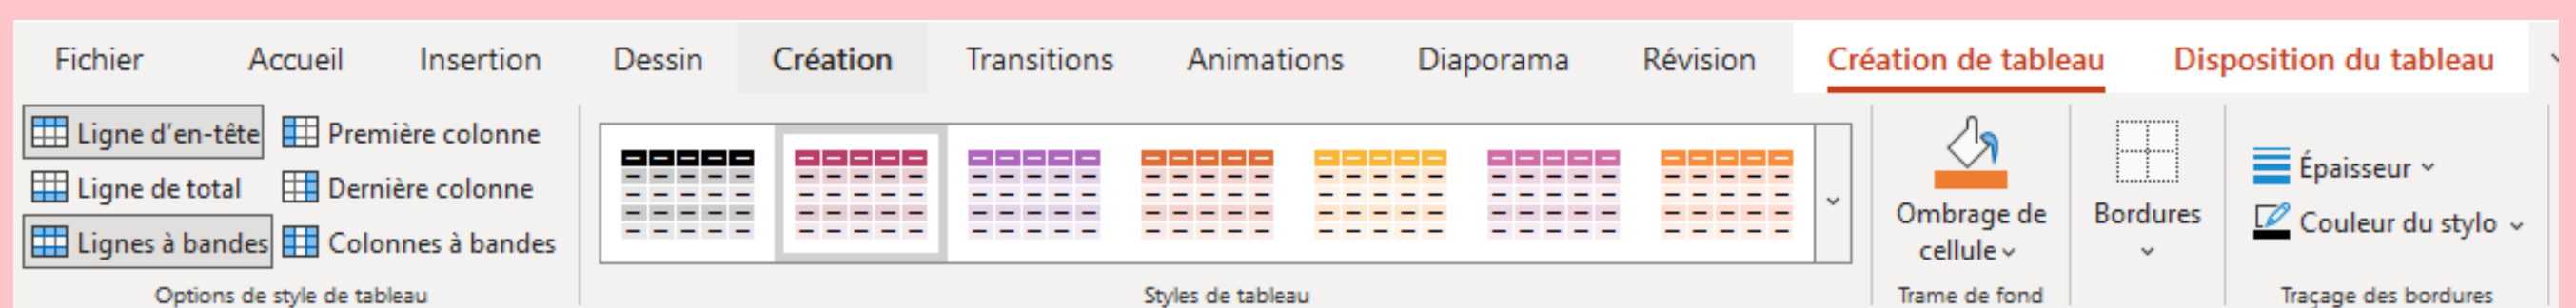 Fichier Accueil Insertion Dessin Création Transitions Animations Diaporama Révision Création de tableau Disposition du tableau
Ligne d'en-tête Première colonne
Ligne de total Dernière colonne
Lignes à bandes Colonnes à bandes
Options de style de tableau
Styles de tableau
Ombrage de
cellule
Trame de fond
Bordures
Épaisseur
Couleur du stylo
Traçage des bordures